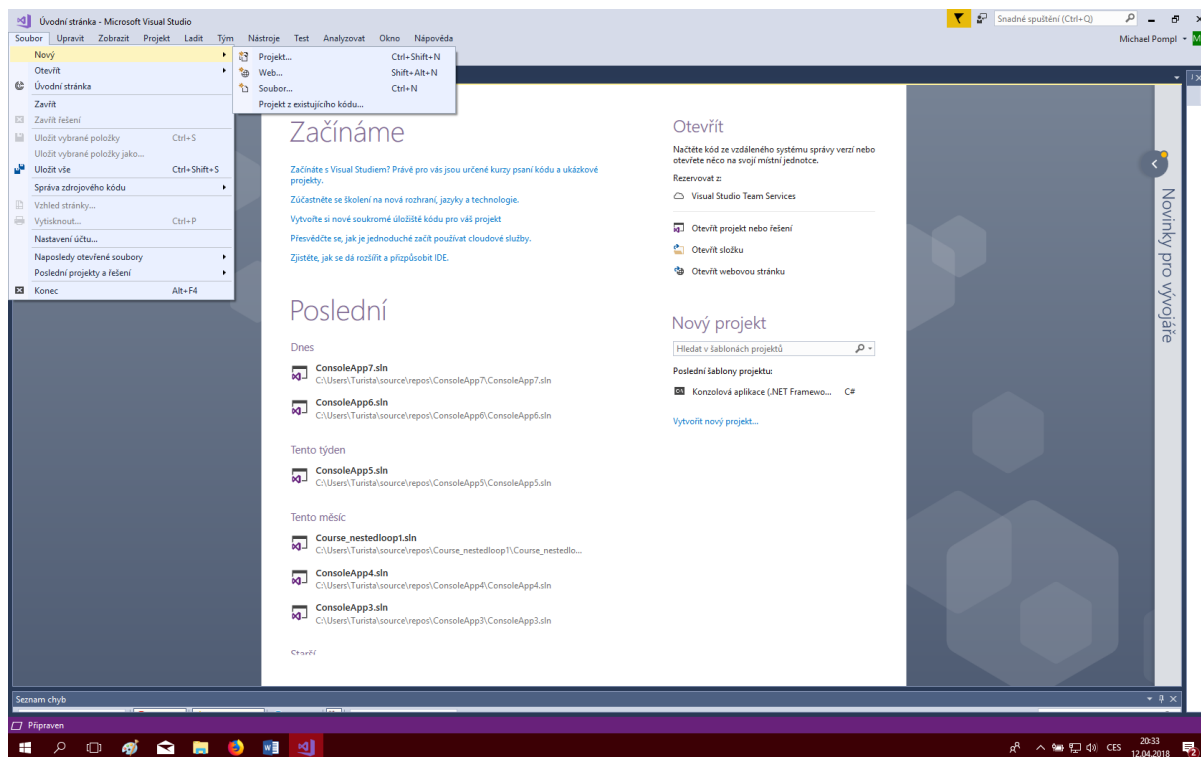 Úvodní stránka - Microsoft Visual Studio
Snadné spuštění (Ctrl+Q)
Soubor Upravit Zobrazit Projekt Ladit Tým Nástroje Test Analyzovat Okno Nápověda
Michael Pompl
Nový
Otevřít
Úvodní stránka
Zavřít
Zavřít řešení
Uložit vybrané položky Ctrl+S
Uložit vybrané položky jako...
Uložit vše Ctrl+Shift+S
Správa zdrojového kódu
Vzhled stránky...
Vytisknout... Ctrl+P
Nastavení účtu...
Naposledy otevřené soubory
Poslední projekty a řešení
Konec Alt+F4
Projekt... Ctrl+Shift+N
Web... Shift+Alt+N
Soubor... Ctrl+N
Projekt z existujícího kódu...
Začínáme
Začínáte s Visual Studiem? Právě pro vás jsou určené kurzy psaní kódu a ukázkové
projekty.
Zúčastněte se školení na nová rozhraní, jazyky a technologie.
Vytvořte si nové soukromé úložiště kódu pro váš projekt
Přesvědčte se, jak je jednoduché začít používat cloudové služby.
Zjistěte, jak se dá rozšířit a přizpůsobit IDE.
Poslední
Dnes
ConsoleApp7.sln
C:\Users\Turista\source\repos\ConsoleApp7\ConsoleApp7.sln
ConsoleApp6.sln
C:\Users\Turista\source\repos\ConsoleApp6\ConsoleApp6.sln
Tento týden
ConsoleApp5.sln
C:\Users\Turista\source\repos\ConsoleApp5\ConsoleApp5.sln
Tento měsíc
Course_nestedloop1.sln
C:\Users\Turista\source\repos\Course_nestedloop1\Course_nestedlo...
ConsoleApp4.sln
C:\Users\Turista\source\repos\ConsoleApp4\ConsoleApp4.sln
ConsoleApp3.sln
C:\Users\Turista\source\repos\ConsoleApp3\ConsoleApp3.sln
Starší
Otevřít
Načtěte kód ze vzdáleného systému správy verzí nebo
otevřete něco na svojí místní jednotce.
Rezervovat z:
Visual Studio Team Services
Otevřít projekt nebo řešení
Otevřít složku
Otevřít webovou stránku
Nový projekt
Hledat v šablonách projektů
Poslední šablony projektu:
Konzolová aplikace (.NET Framewo... C#
Vytvořit nový projekt...
Novinky pro vývojáře
Seznam chyb
Připraven
CES
20:33
12.04.2018